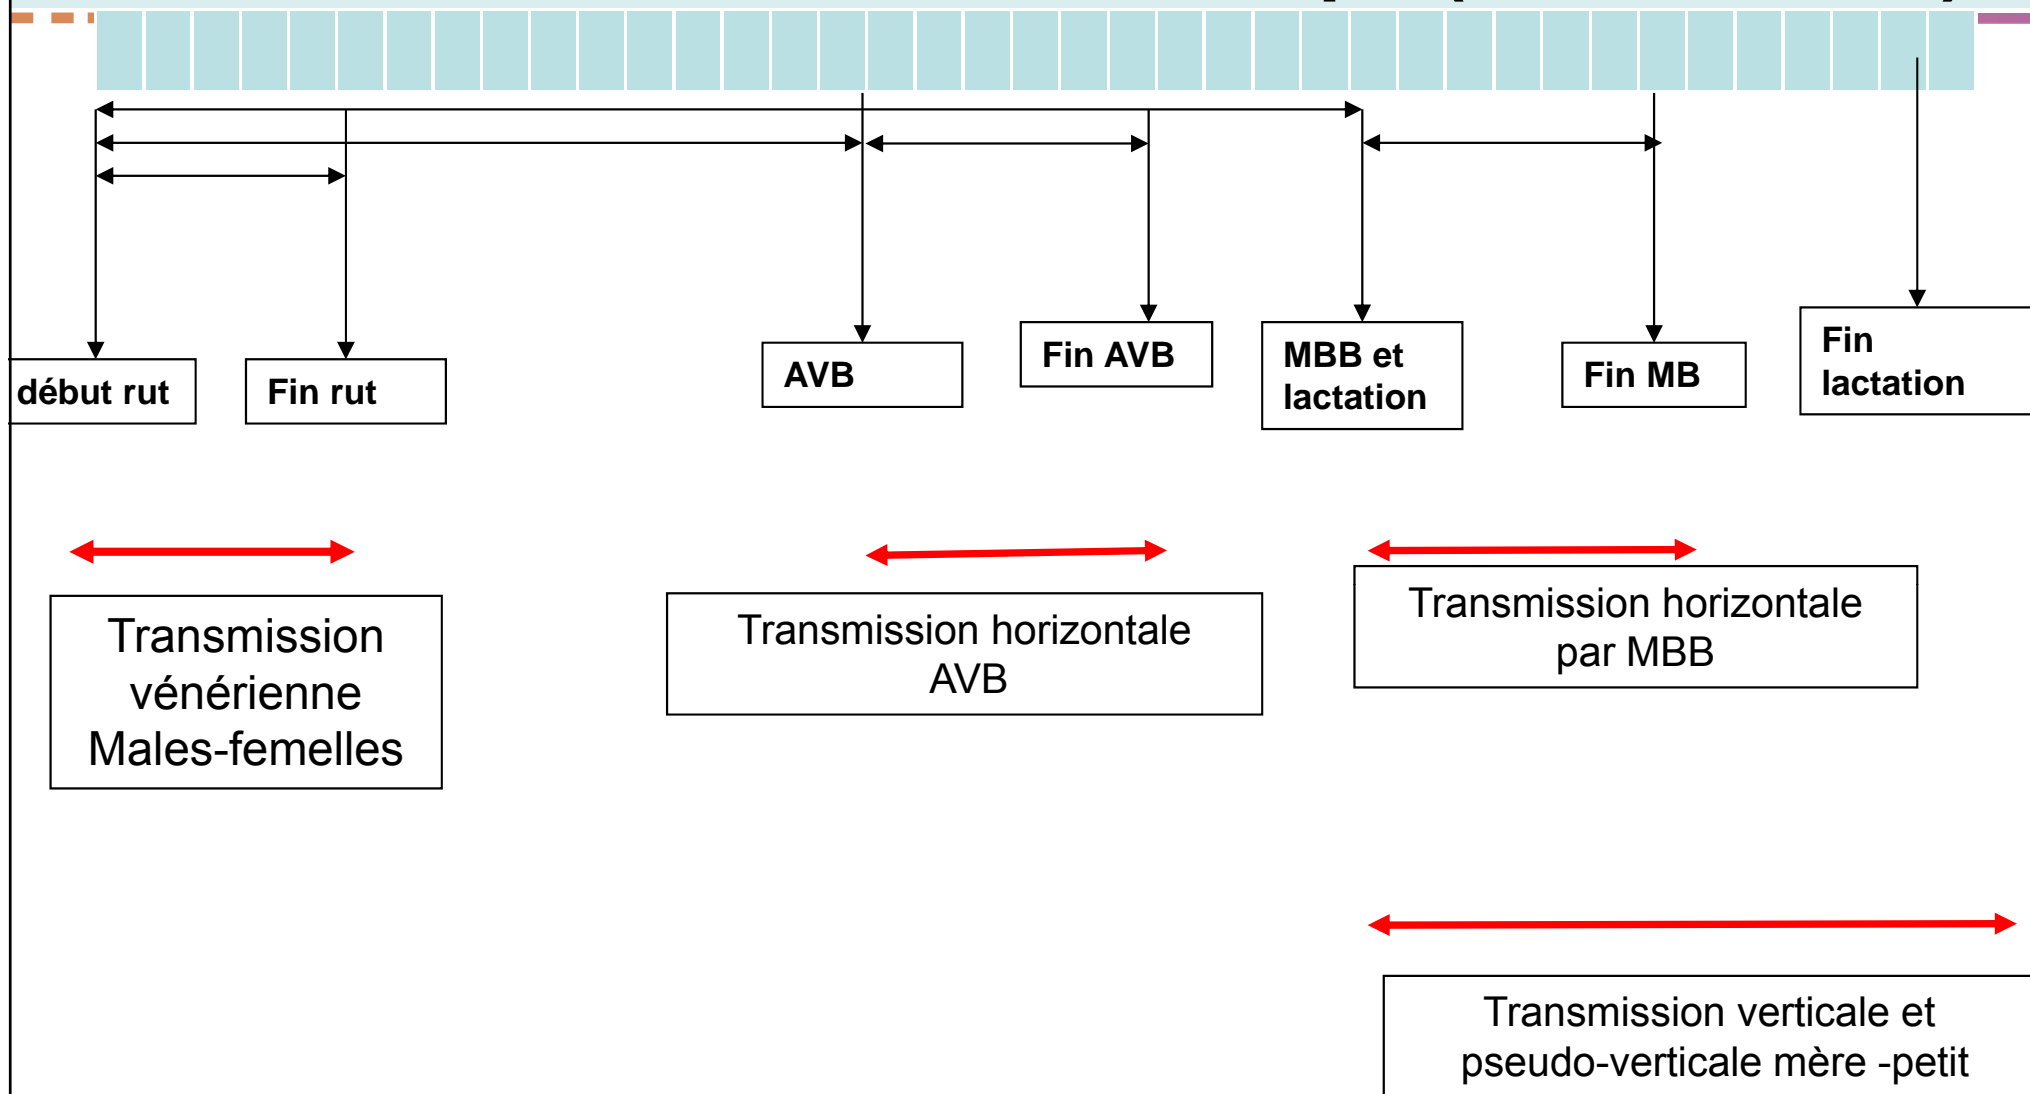 début rut
Fin rut
AVB
Fin AVB
MBB et
lactation
Fin MB
Fin
lactation
Transmission
vénérienne
Males-femelles
Transmission horizontale
AVB
Transmission horizontale
par MBB
Transmission verticale et
pseudo-verticale mère -petit